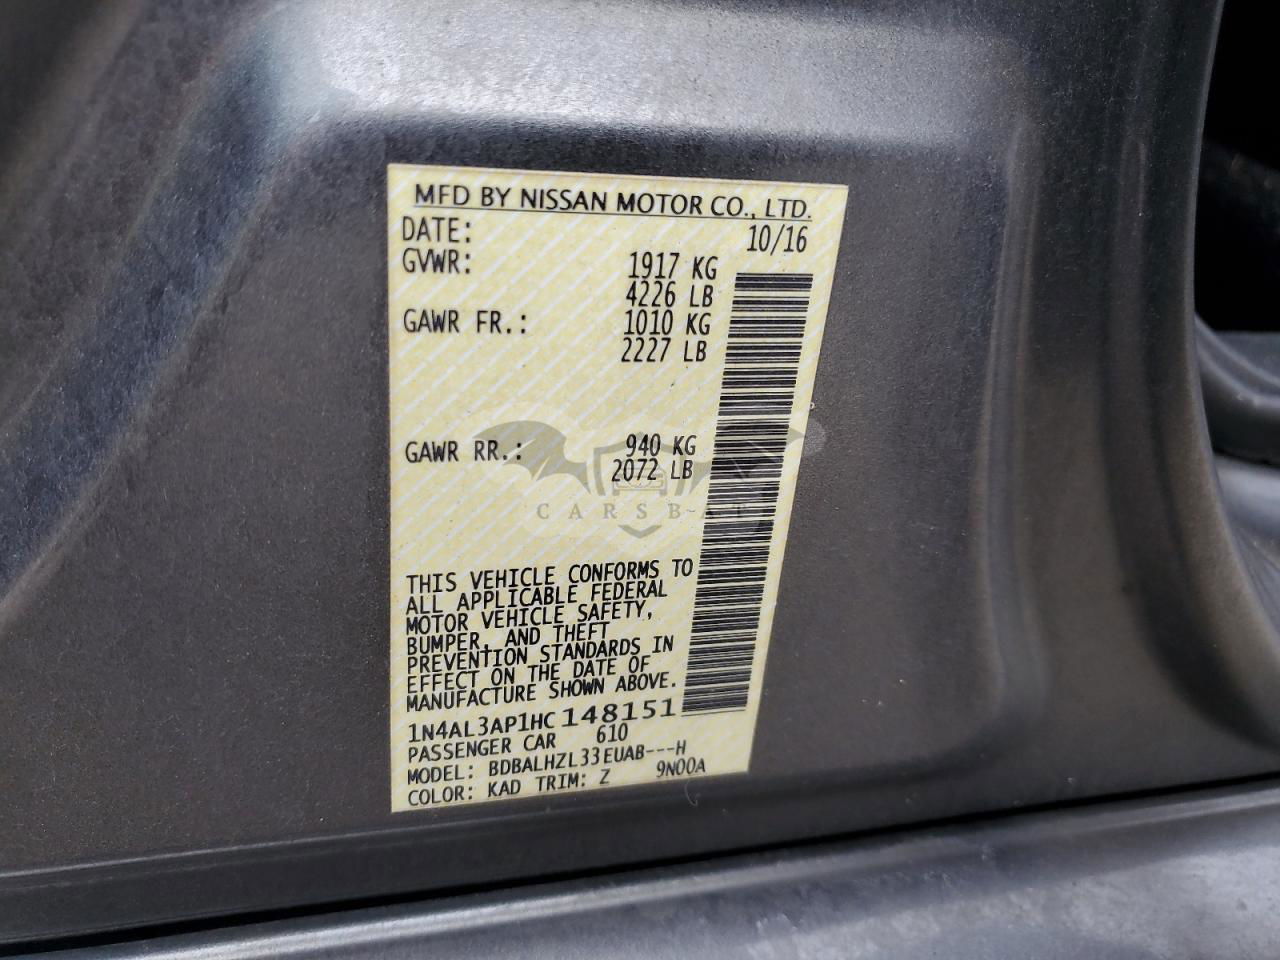 MFD BY NISSAN MOTOR CO., LTD.
DATE: 10/16
GVWR: 1917 KG
4226 LB
GAWR FR.: 1010 KG
2227 LB
GAWR RR.: 940 KG
2072 LB
CARSBAT
THIS VEHICLE CONFORMS TO
ALL APPLICABLE FEDERAL
MOTOR VEHICLE SAFETY,
BUMPER, AND THEFT
PREVENTION STANDARDS IN
EFFECT ON THE DATE OF
MANUFACTURE SHOWN ABOVE.
1N4AL3AP1HC148151
PASSENGER CAR 610
MODEL: BDBALHZL33EUAB---H
COLOR: KAD TRIM: Z 9N00A